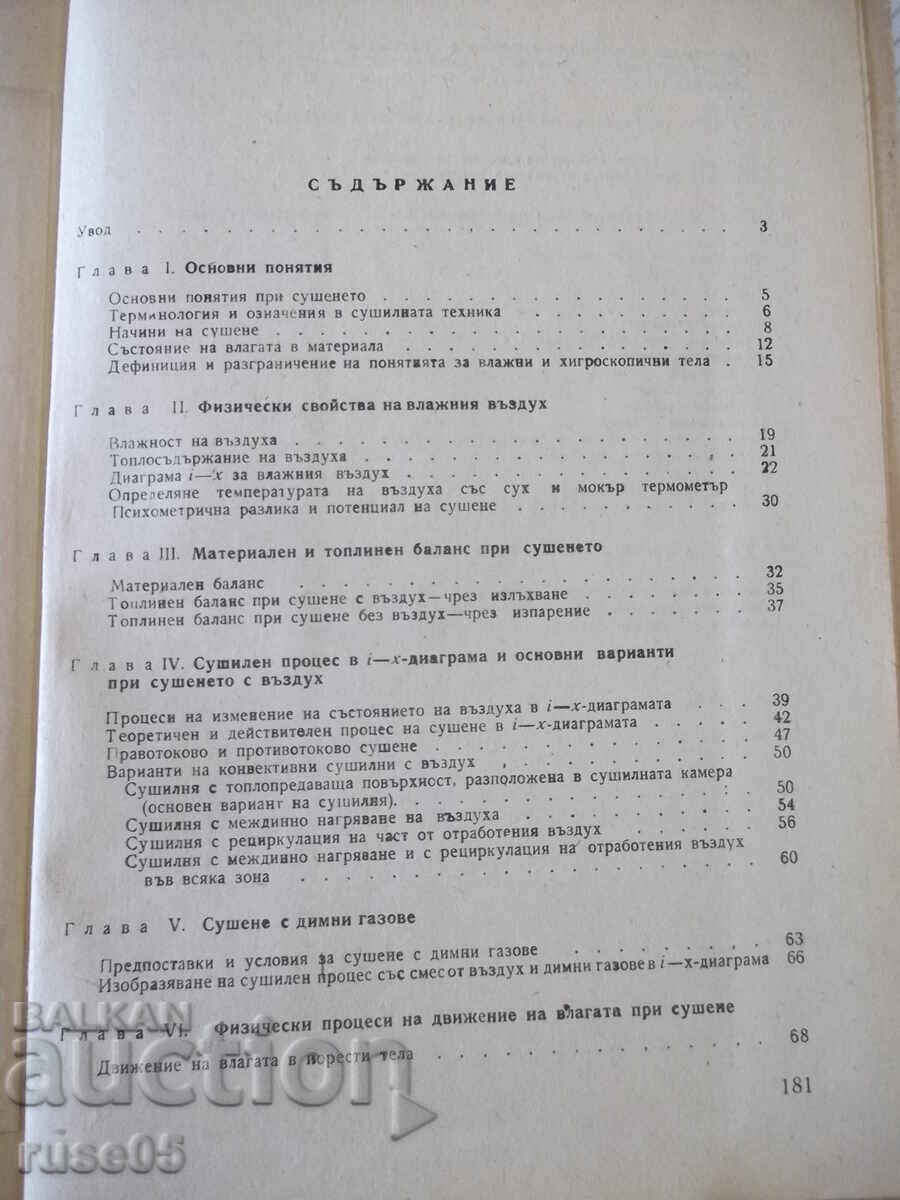 СЪДЪРЖАНИЕ
Увод . . . . . . . . . . . . . . . . . . . . 3
Глава I. Основни понятия
Основни понятия при сушенето . . . . . . . . . . . . 5
Терминология и означения в сушилната техника . . . . . . . 6
Начини на сушене . . . . . . . . . . . . . . . . 8
Състояние на влагата в материала . . . . . . . . . . . 12
Дефиниция и разграничение на понятията за влажни и хигроскопични тела . 15
Глава II. Физически свойства на влажния въздух
Влажност на въздуха . . . . . . . . . . . . . . . 19
Топлосъдържание на въздуха . . . . . . . . . . . . . 21
Диаграма i—x за влажния въздух . . . . . . . . . . . 22
Определяне температурата на въздуха със сух и мокър термометър
Психометрична разлика и потенциал на сушене . . . . . . . . 30
Глава III. Материален и топлинен баланс при сушенето
Материален баланс . . . . . . . . . . . . . . . . 32
Топлинен баланс при сушене с въздух—чрез излъхване . . . . . . 35
Топлинен баланс при сушене без въздух—чрез изпарение . . . . . 37
Глава IV. Сушилен процес в i—x-диаграма и основни варианти
при сушенето с въздух
Процеси на изменение на състоянието на въздуха в i—x-диаграмата . . . 39
Теоретичен и действителен процес на сушене в i—x-диаграмата . . . . 42
Правотоково и противотоково сушене . . . . . . . . . . . 47
Варианти на конвективни сушилни с въздух . . . . . . . . . 50
Сушилня с топлопредаваща повърхност, разположена в сушилната камера
(основен вариант на сушилня). . . . . . . . . . . . . 50
Сушилня с междинно нагряване на въздуха . . . . . . . . 54
Сушилня с рециркулация на част от отработения въздух . . . . . 56
Сушилня с междинно нагряване и с рециркулация на отработения въздух
във всяка зона . . . . . . . . . . . . . . . . 60
Глава V. Сушене с димни газове
Предпоставки и условия за сушене с димни газове . . . . . . . 63
Изобразяване на сушилен процес със смес от въздух и димни газове в i—x-диаграма 66
Глава VI. Физически процеси на движение на влагата при сушене
Движение на влагата в порести тела . . . . . . . . . . . 68
181
BALKAN
auction
ruse05